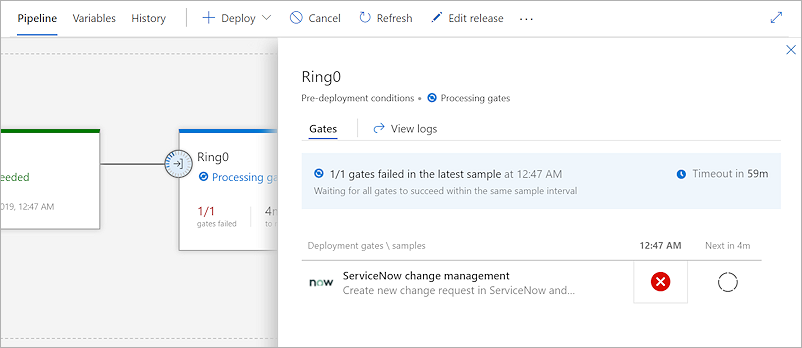 Pipeline Variables History Deploy Cancel Refresh Edit release ...
Ring0
Pre-deployment conditions • Processing gates
Gates View logs
1/1 gates failed in the latest sample at 12:47 AM Timeout in 59m
Waiting for all gates to succeed within the same sample interval
Deployment gates \ samples 12:47 AM Next in 4m
now ServiceNow change management
Create new change request in ServiceNow and...
eeded
019, 12:47 AM
Ring0
Processing ga
1/1 4m
gates failed to n